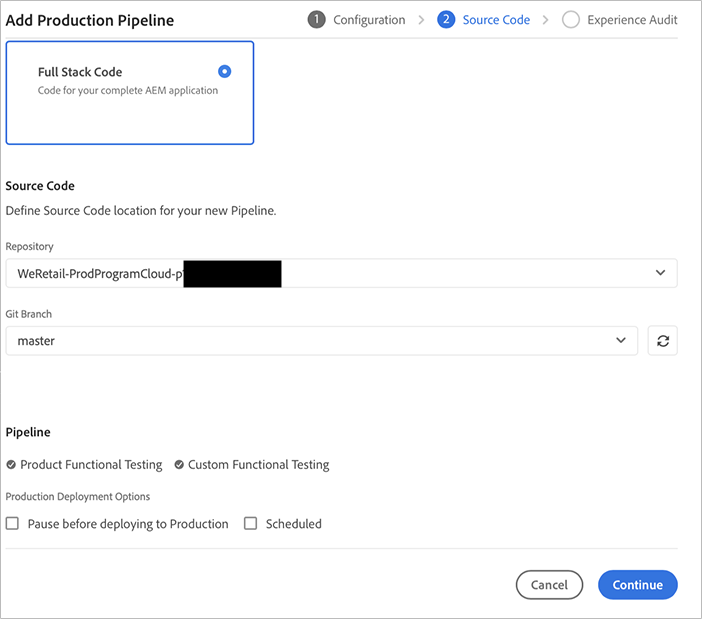 Add Production Pipeline
1 Configuration > 2 Source Code > Experience Audit
Full Stack Code
Code for your complete AEM application
Source Code
Define Source Code location for your new Pipeline.
Repository
WeRetail-ProdProgramCloud-p
Git Branch
master
Pipeline
Product Functional Testing Custom Functional Testing
Production Deployment Options
Pause before deploying to Production Scheduled
Cancel Continue